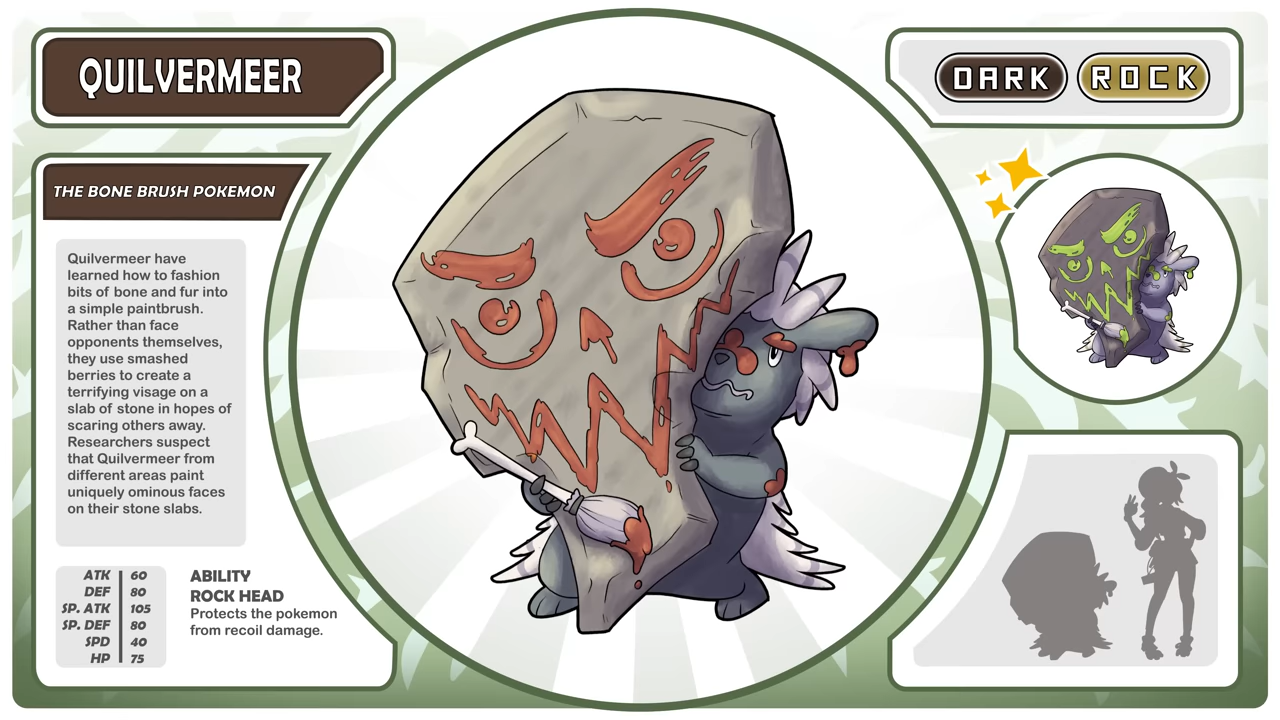 QUILVERMEER
DARK
ROCK
THE BONE BRUSH POKEMON
Quilvermeer have
learned how to fashion
bits of bone and fur into
a simple paintbrush.
Rather than face
opponents themselves,
they use smashed
berries to create a
terrifying visage on a
slab of stone in hopes of
scaring others away.
Researchers suspect
that Quilvermeer from
different areas paint
uniquely ominous faces
on their stone slabs.
ATK 60
DEF 80
SP. ATK 105
SP. DEF 80
SPD 40
HP 75
ABILITY
ROCK HEAD
Protects the pokemon
from recoil damage.